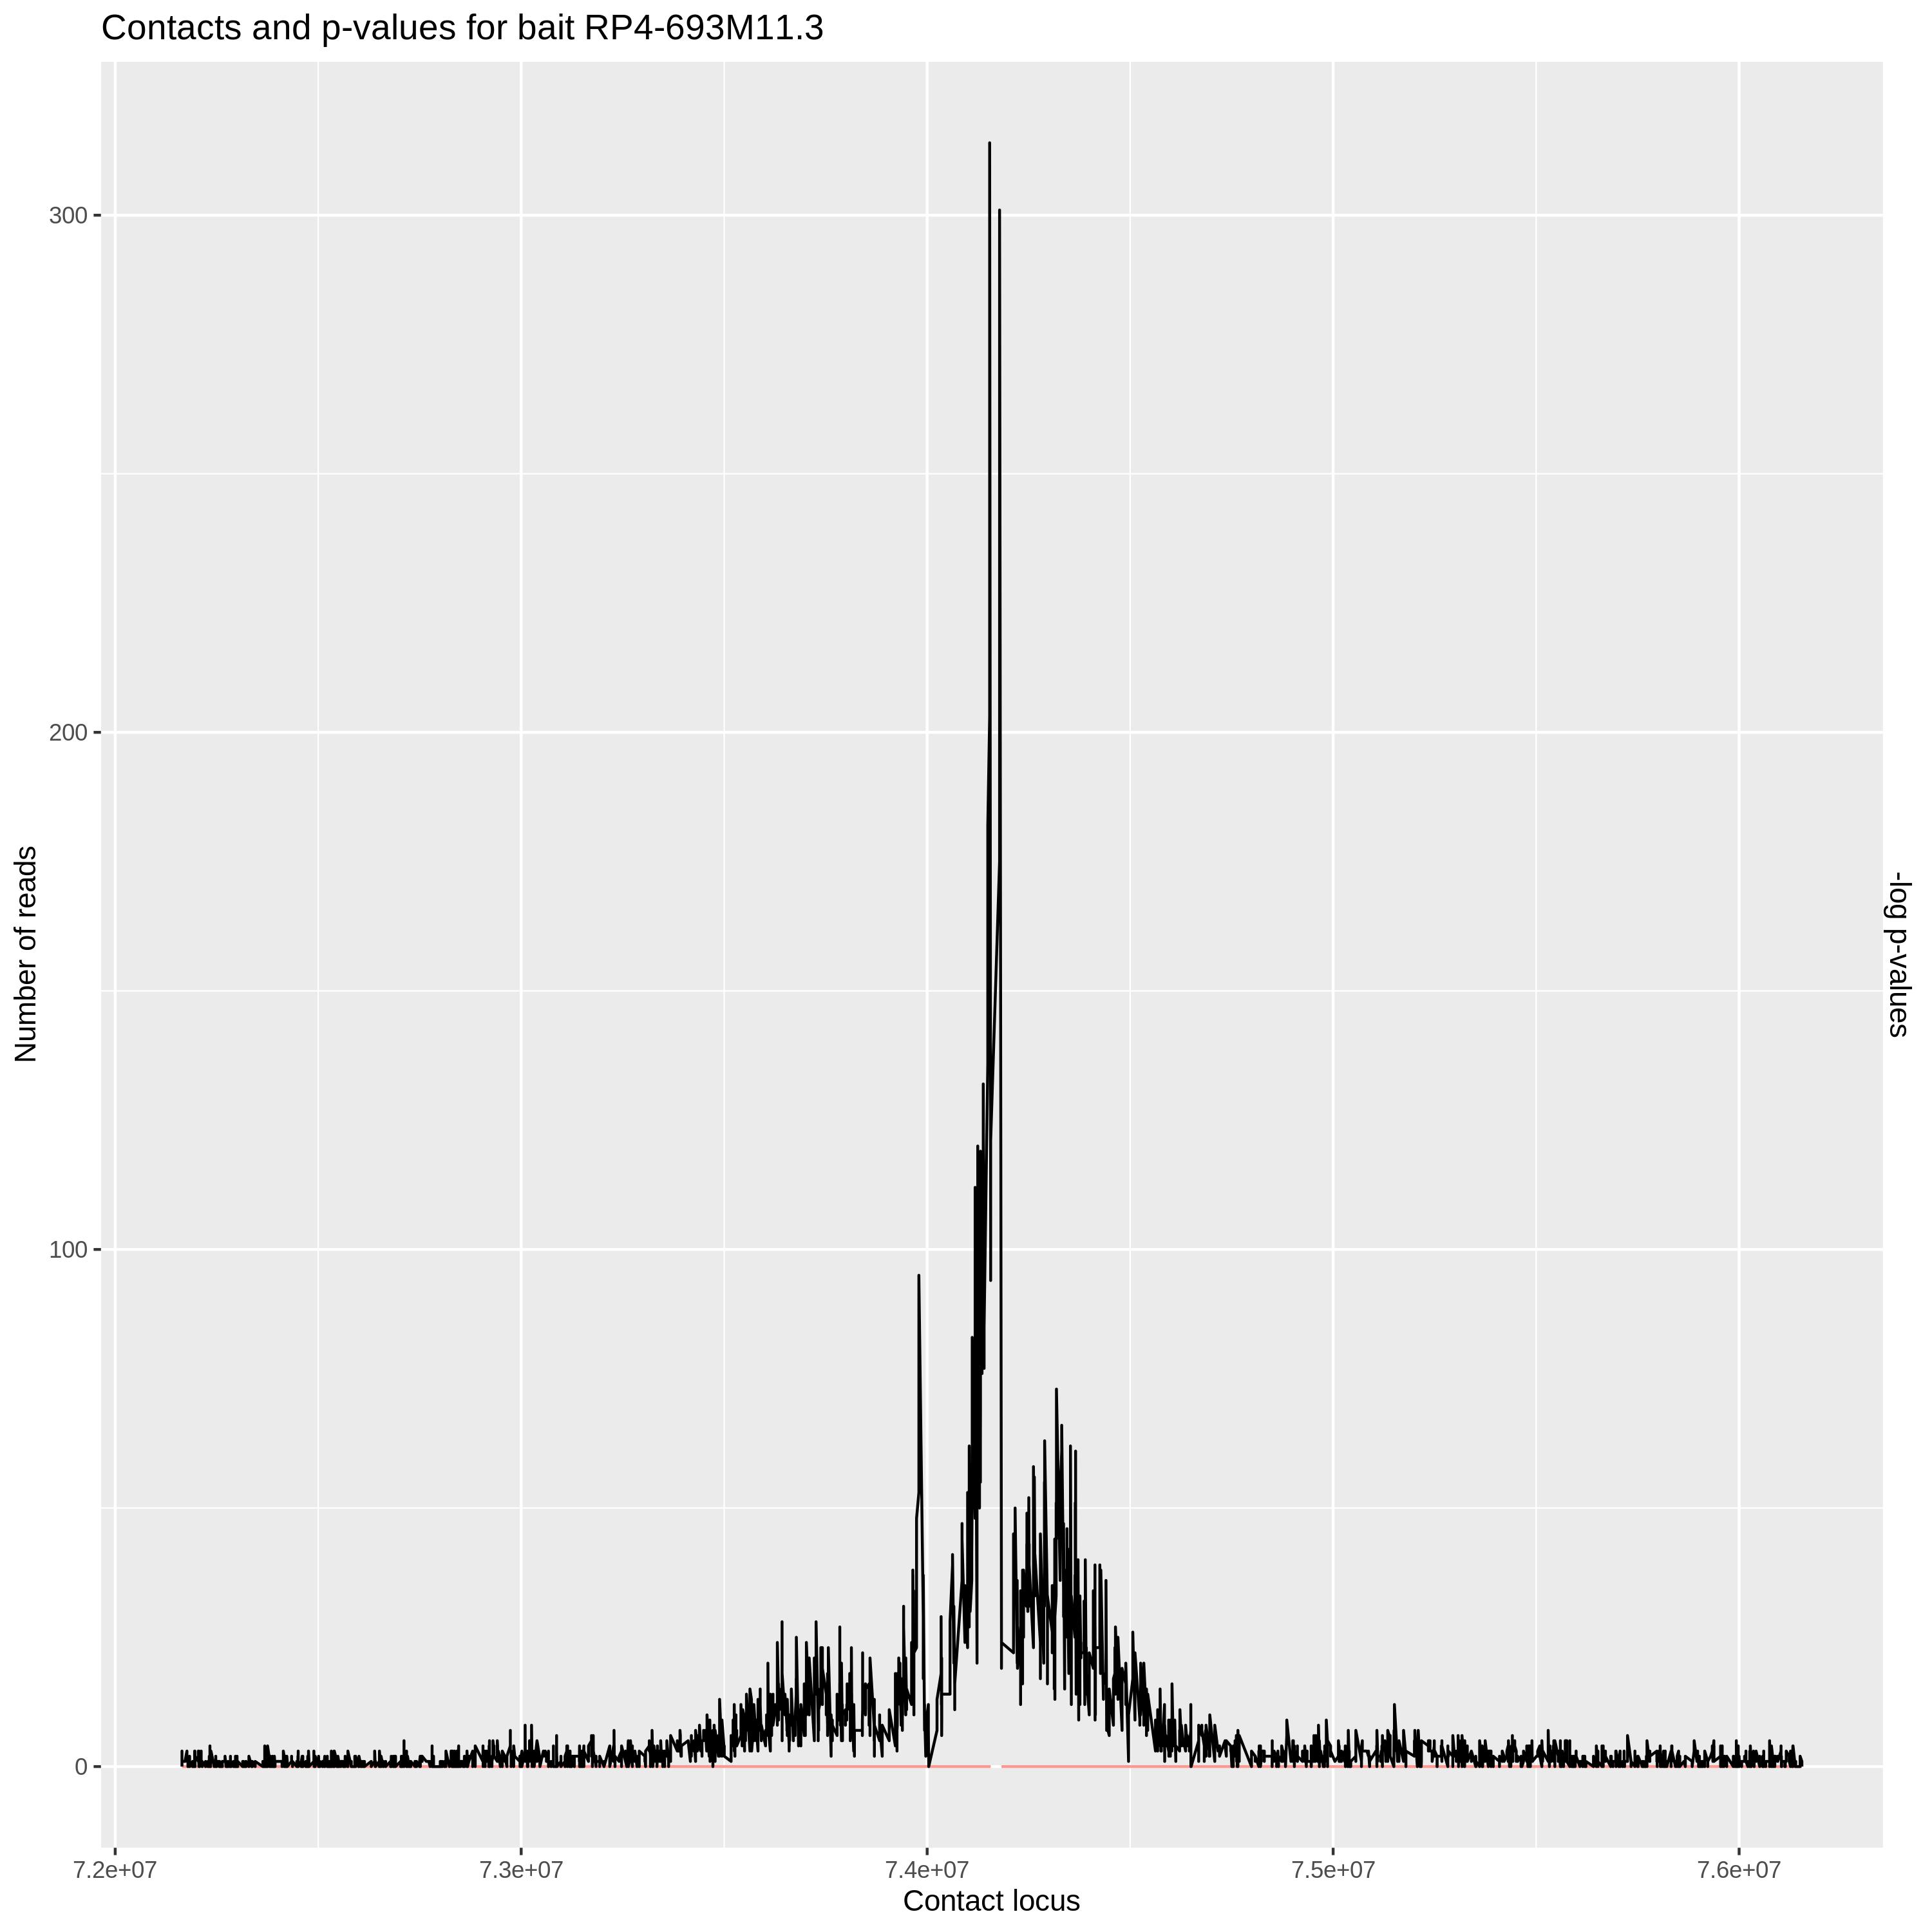 Contacts and p-values for bait RP4-693M11.3
300
200
100
0
Number of reads
-log p-values
7.2e+07 7.3e+07 7.4e+07 7.5e+07 7.6e+07
Contact locus